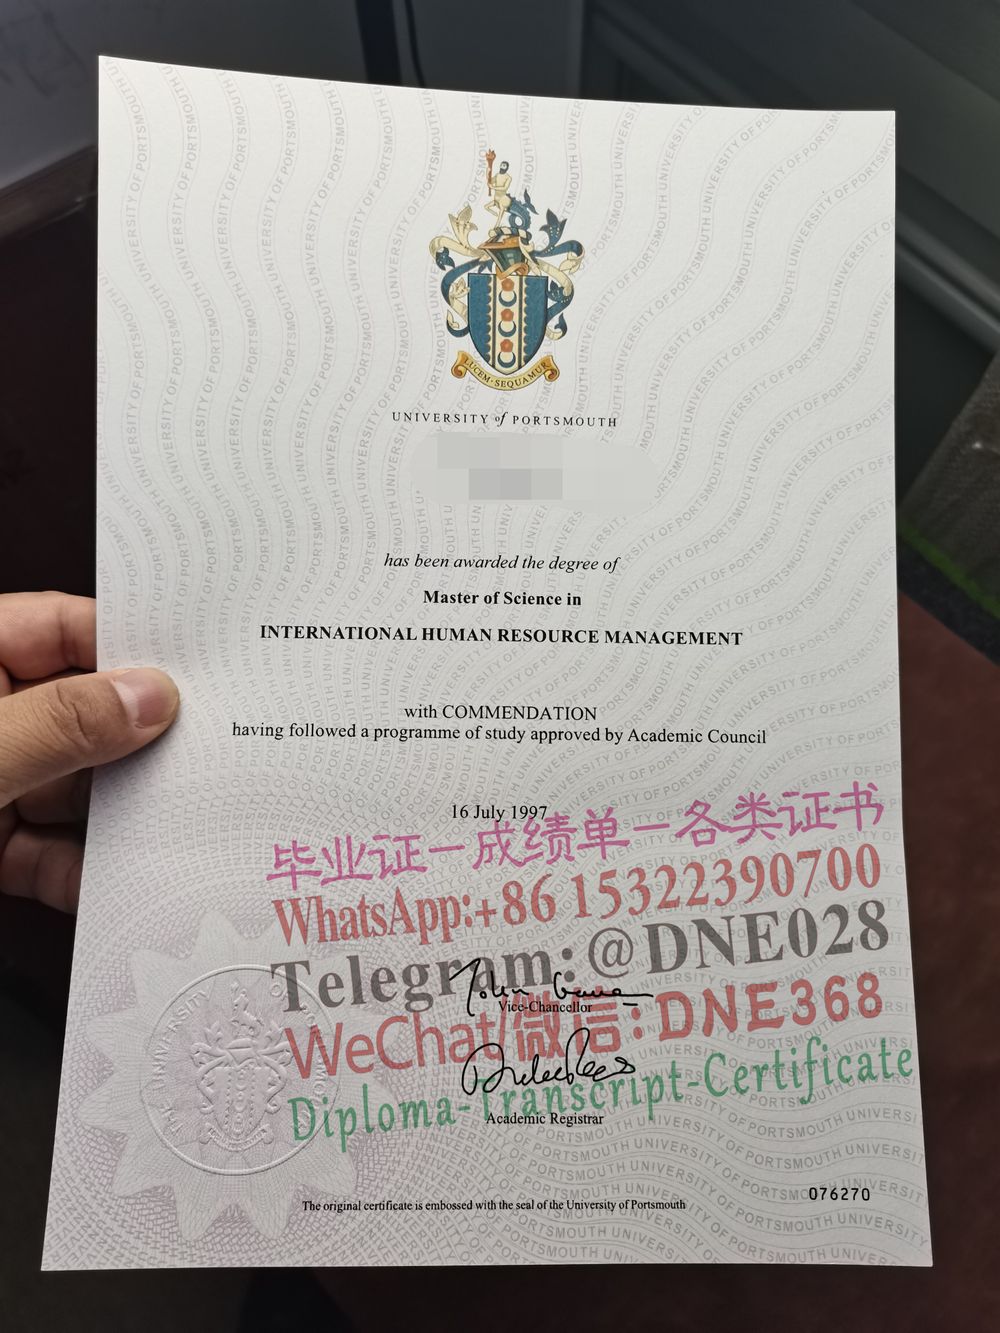 LUCEM·SEQUAMUR
UNIVERSITY of PORTSMOUTH
has been awarded the degree of
Master of Science in
INTERNATIONAL HUMAN RESOURCE MANAGEMENT
with COMMENDATION
having followed a programme of study approved by Academic Council
16 July 1997
毕业证－成绩单－各类证书
WhatsApp:+86 15322390700
Telegram:@DNE028
Vice-Chancellor
WeChat/微信:DNE368
Diploma-Transcript-Certificate
Academic Registrar
076270
The original certificate is embossed with the seal of the University of Portsmouth